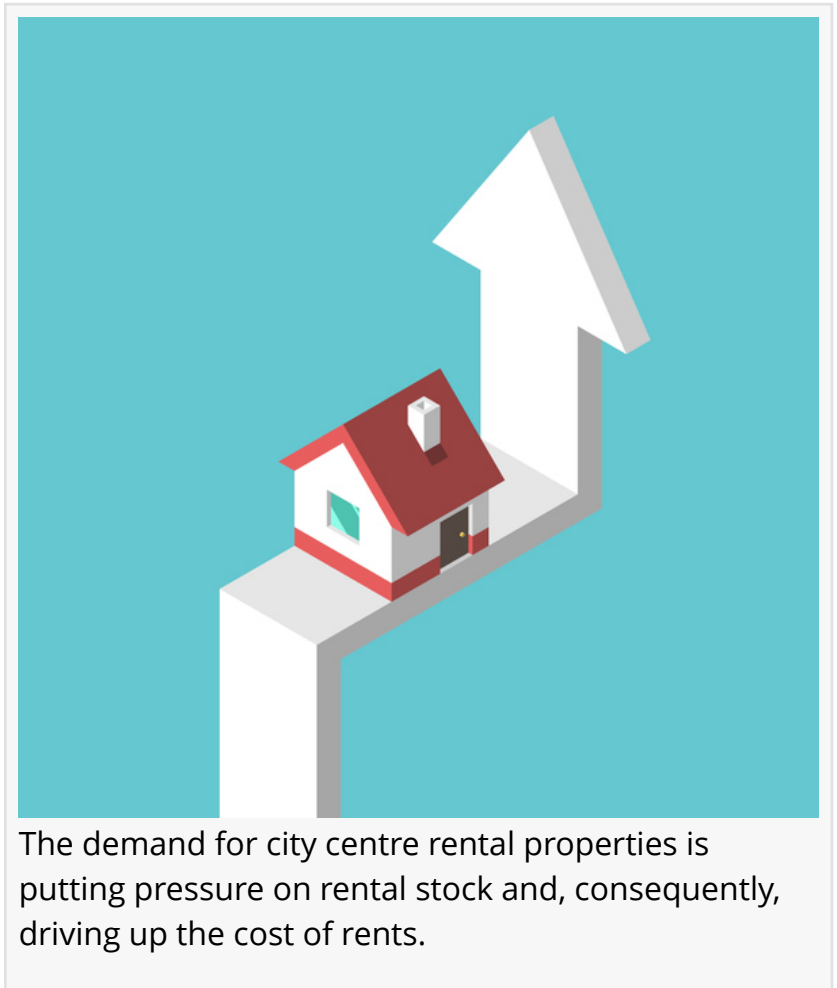 The demand for city centre rental properties is
putting pressure on rental stock and, consequently,
driving up the cost of rents.